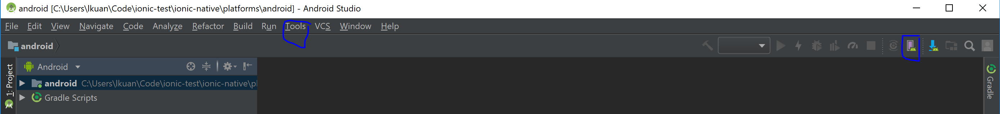 android [C:\Users\lkuan\Code\ionic-test\ionic-native\platforms\android] - Android Studio
File Edit View Navigate Code Analyze Refactor Build Run Tools VCS Window Help
android
1: Project
Android
android C:\Users\lkuan\Code\ionic-test\ionic-native\pl
Gradle Scripts
Gradle